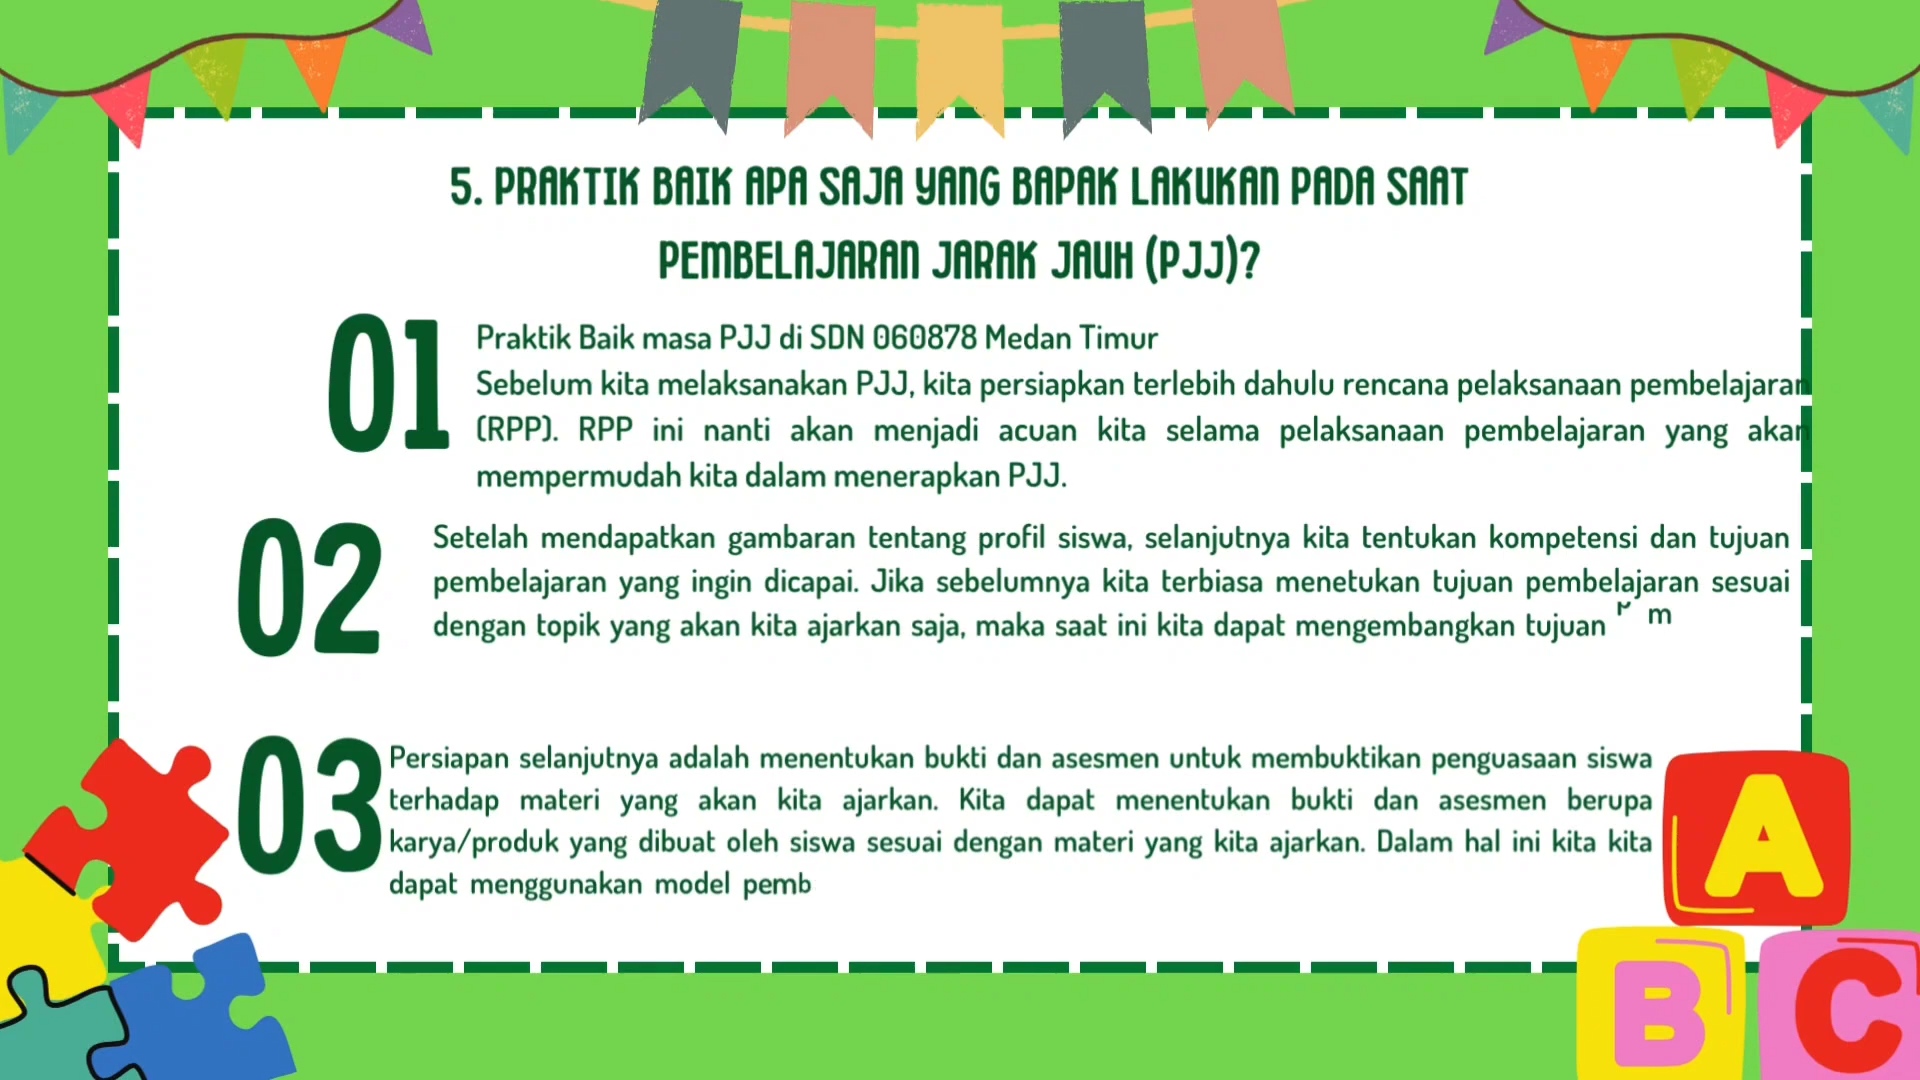 5. PRAKTIK BAIK APA SAJA YANG BAPAK LAKUKAN PADA SAAT
PEMBELAJARAN JARAK JAUH (PJJ)?
01
Praktik Baik masa PJJ di SDN 060878 Medan Timur
Sebelum kita melaksanakan PJJ, kita persiapkan terlebih dahulu rencana pelaksanaan pembelajaran
(RPP). RPP ini nanti akan menjadi acuan kita selama pelaksanaan pembelajaran yang akan
mempermudah kita dalam menerapkan PJJ.
02
Setelah mendapatkan gambaran tentang profil siswa, selanjutnya kita tentukan kompetensi dan tujuan
pembelajaran yang ingin dicapai. Jika sebelumnya kita terbiasa menetukan tujuan pembelajaran sesuai
dengan topik yang akan kita ajarkan saja, maka saat ini kita dapat mengembangkan tujuan
03
Persiapan selanjutnya adalah menentukan bukti dan asesmen untuk membuktikan penguasaan siswa
terhadap materi yang akan kita ajarkan. Kita dapat menentukan bukti dan asesmen berupa
karya/produk yang dibuat oleh siswa sesuai dengan materi yang kita ajarkan. Dalam hal ini kita kita
dapat menggunakan model pemb
A
B C